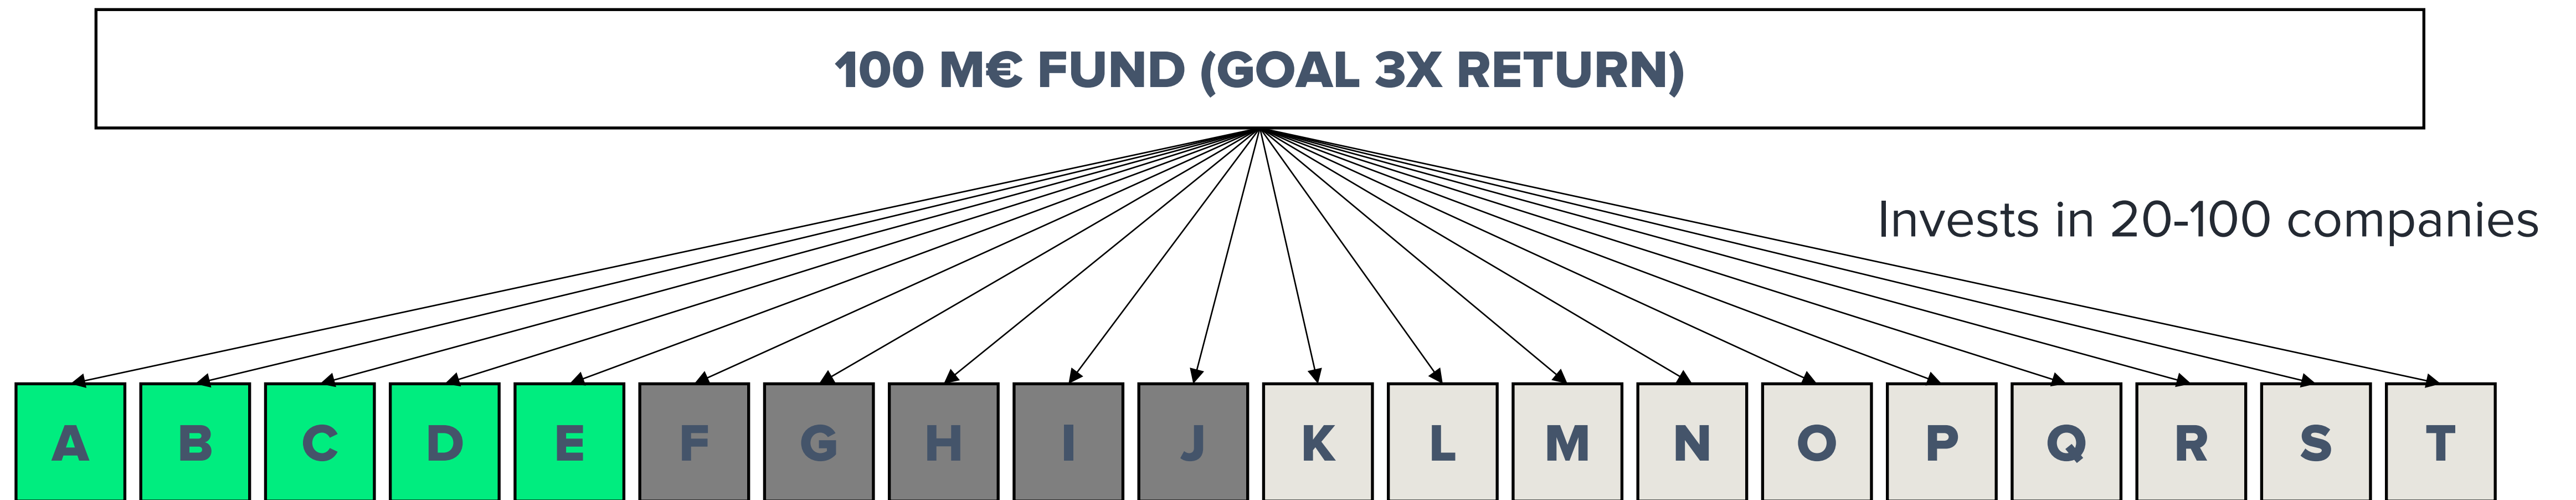 100 M€ FUND (GOAL 3X RETURN)
Invests in 20-100 companies
A B C D E F G H I J K L M N O P Q R S T